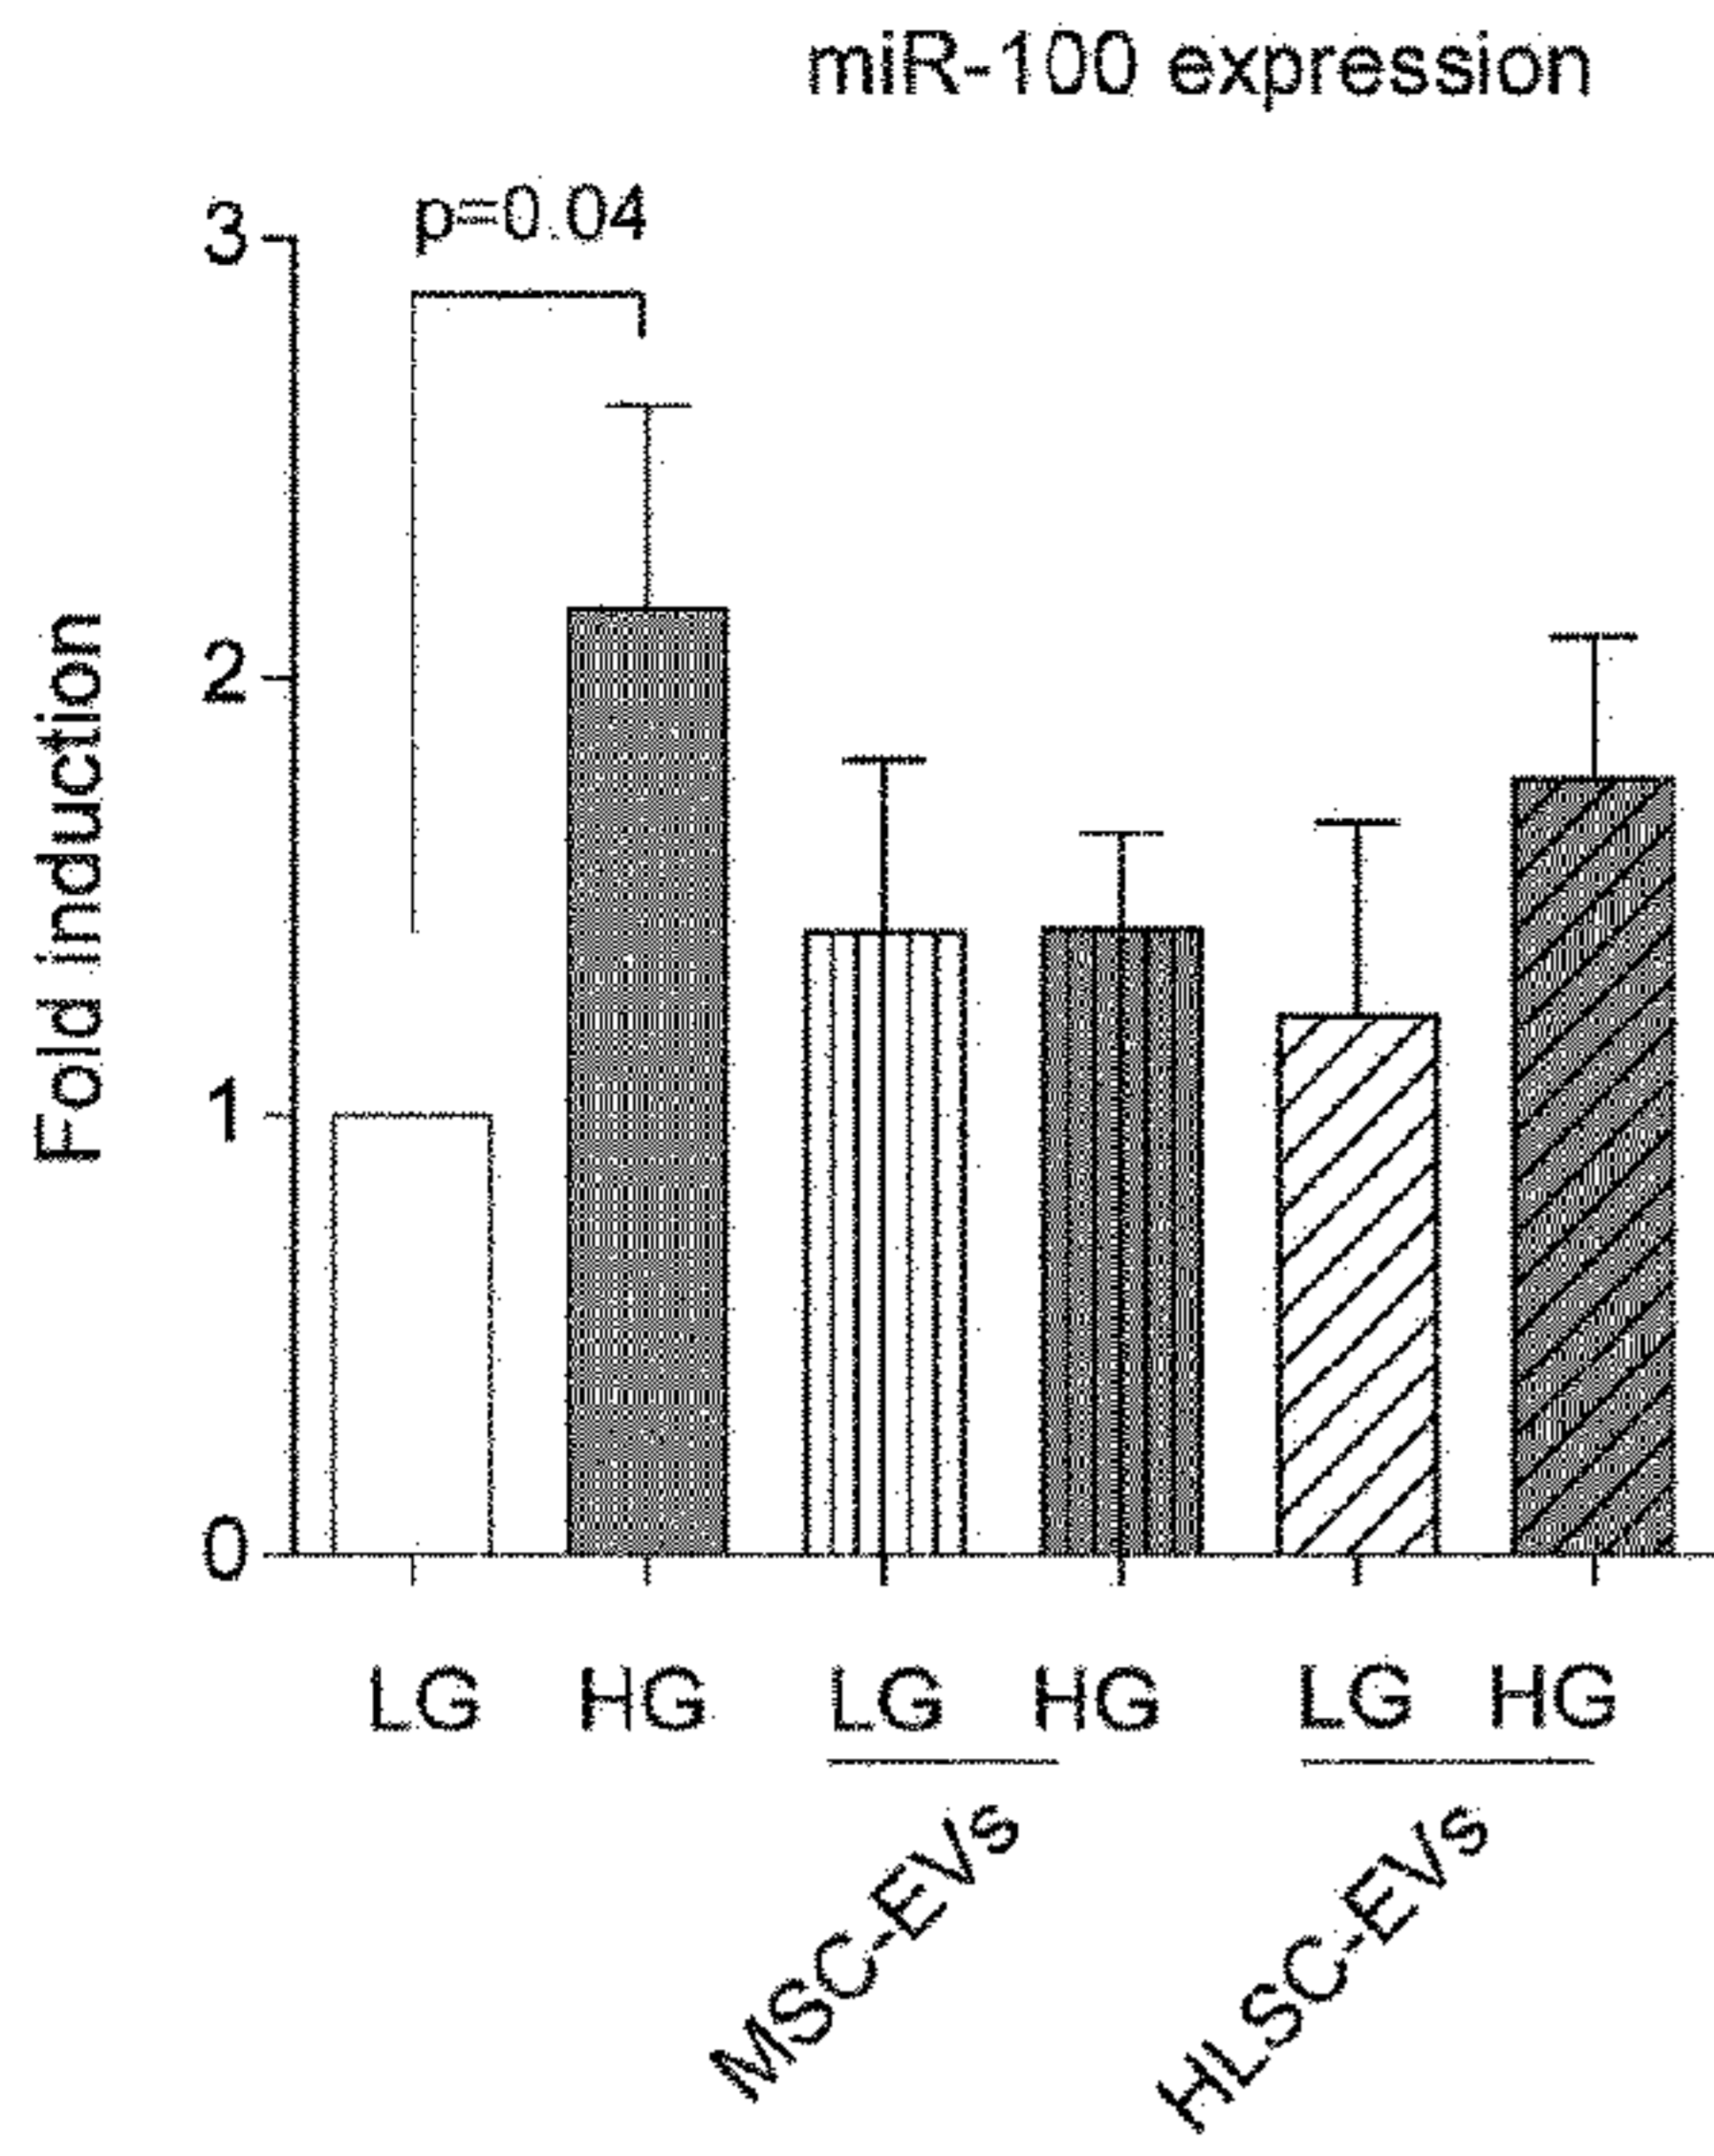 miR-100 expression
p=0.04
Fold induction
3
2
1
0
LG HG LG HG LG HG
MSC-EVs
HLSC-EVs